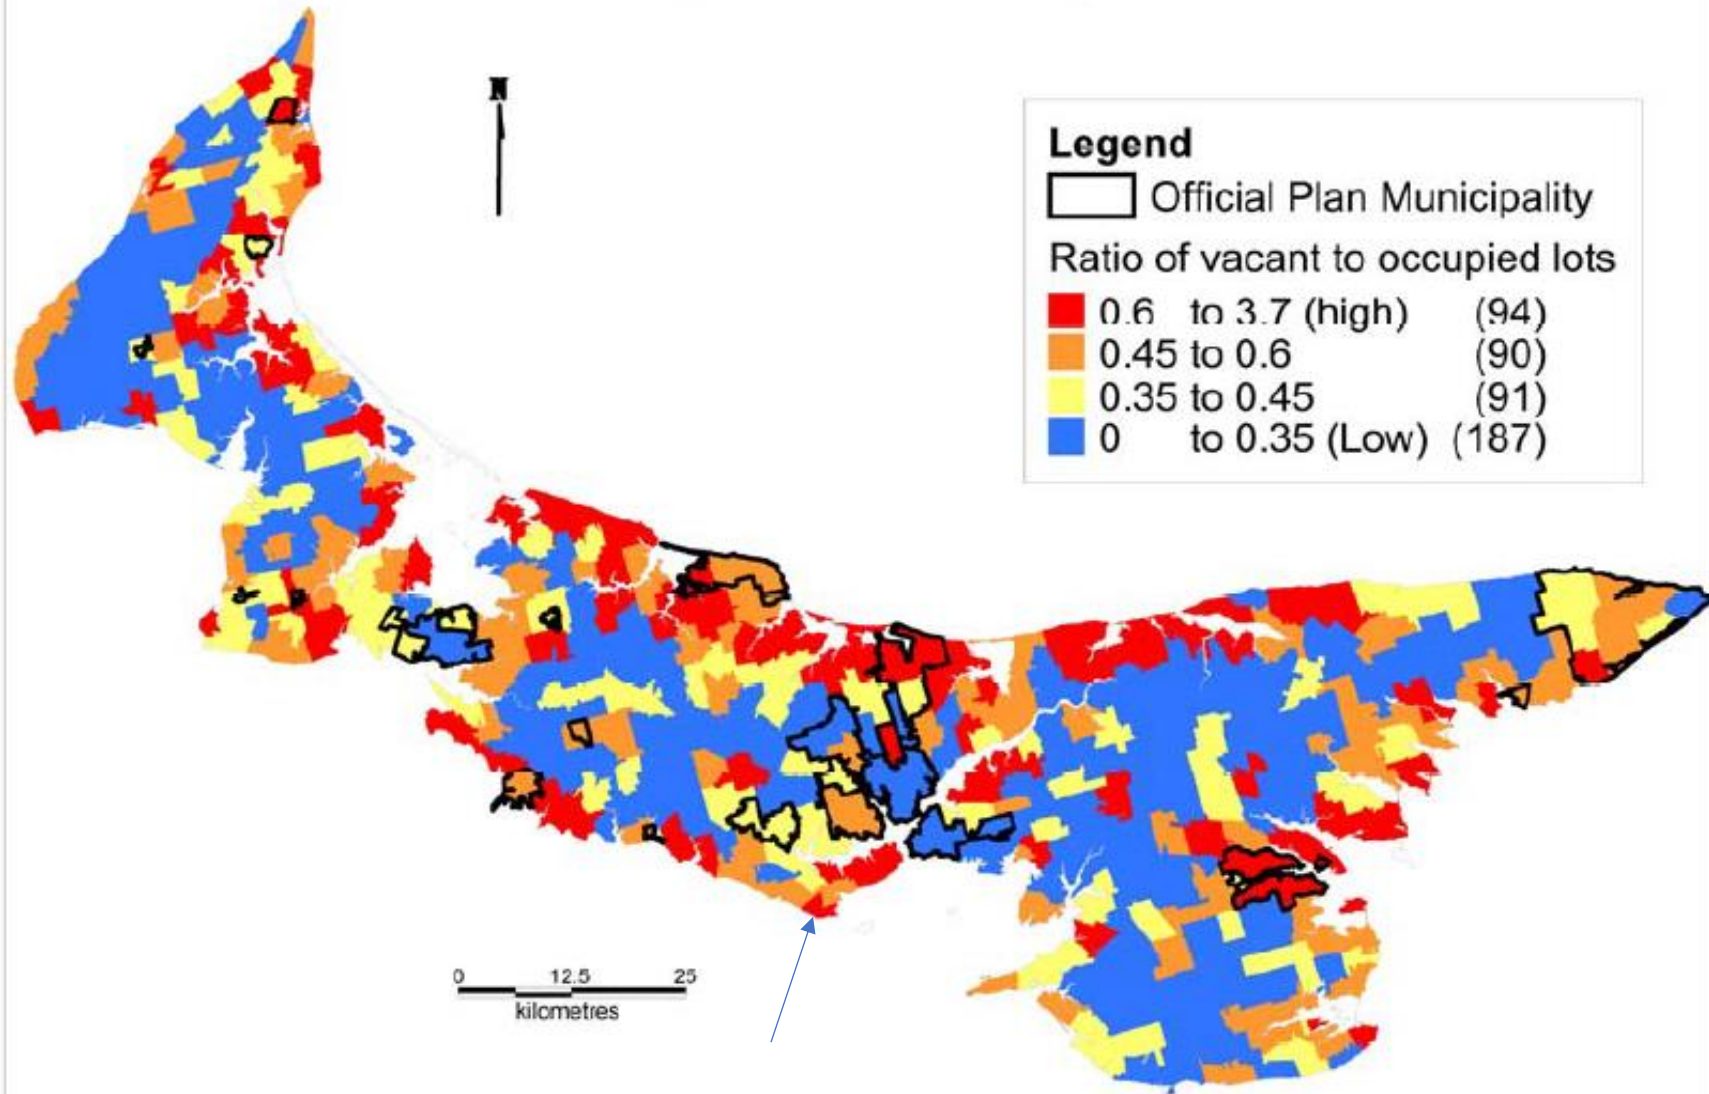 N
Legend
Official Plan Municipality
Ratio of vacant to occupied lots
0.6 to 3.7 (high) (94)
0.45 to 0.6 (90)
0.35 to 0.45 (91)
0 to 0.35 (Low) (187)
0 12.5 25
kilometres